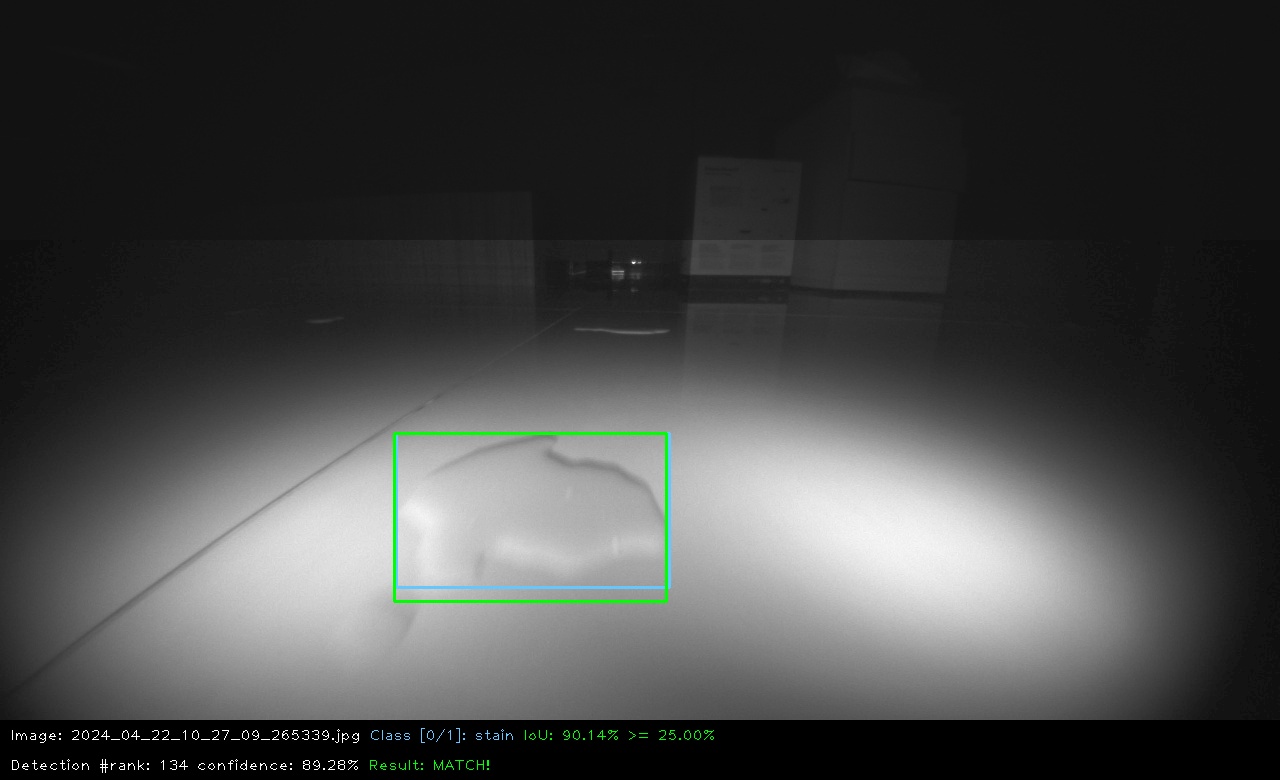 Image: 2024_04_22_10_27_09_265339.jpg Class [0/1]: stain IoU: 90.14% >= 25.00%
Detection #rank: 134 confidence: 89.28% Result: MATCH!